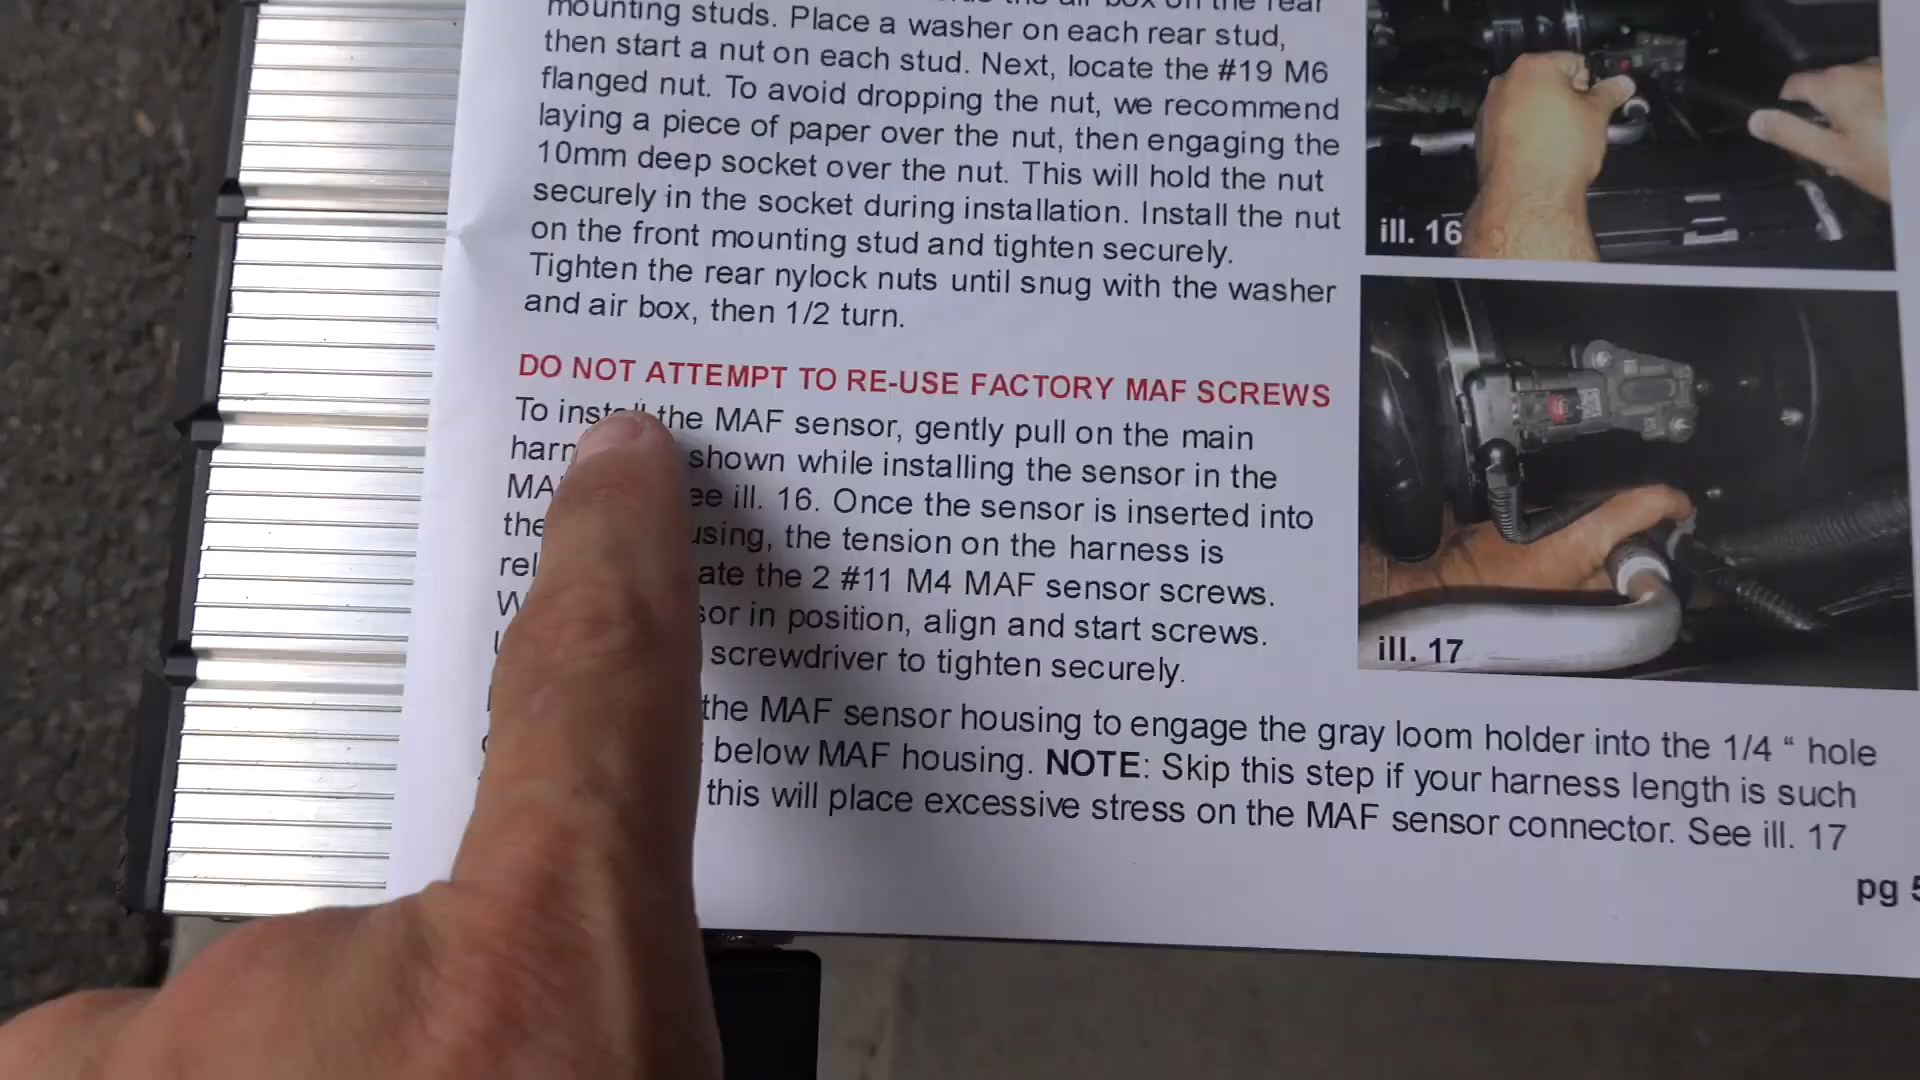 mounting studs. Place a washer on each rear stud,
then start a nut on each stud. Next, locate the #19 M6
flanged nut. To avoid dropping the nut, we recommend
laying a piece of paper over the nut, then engaging the
10mm deep socket over the nut. This will hold the nut
securely in the socket during installation. Install the nut
on the front mounting stud and tighten securely.
Tighten the rear nylock nuts until snug with the washer
and air box, then 1/2 turn.
DO NOT ATTEMPT TO RE-USE FACTORY MAF SCREWS
To install the MAF sensor, gently pull on the main
shown while installing the sensor in the
ill. 16. Once the sensor is inserted into
the the tension on the harness is
the 2 #11 M4 MAF sensor screws.
in position, align and start screws.
screwdriver to tighten securely.
the MAF sensor housing to engage the gray loom holder into the 1/4 “ hole
below MAF housing. NOTE: Skip this step if your harness length is such
this will place excessive stress on the MAF sensor connector. See ill. 17
ill. 16
ill. 17
pg 5